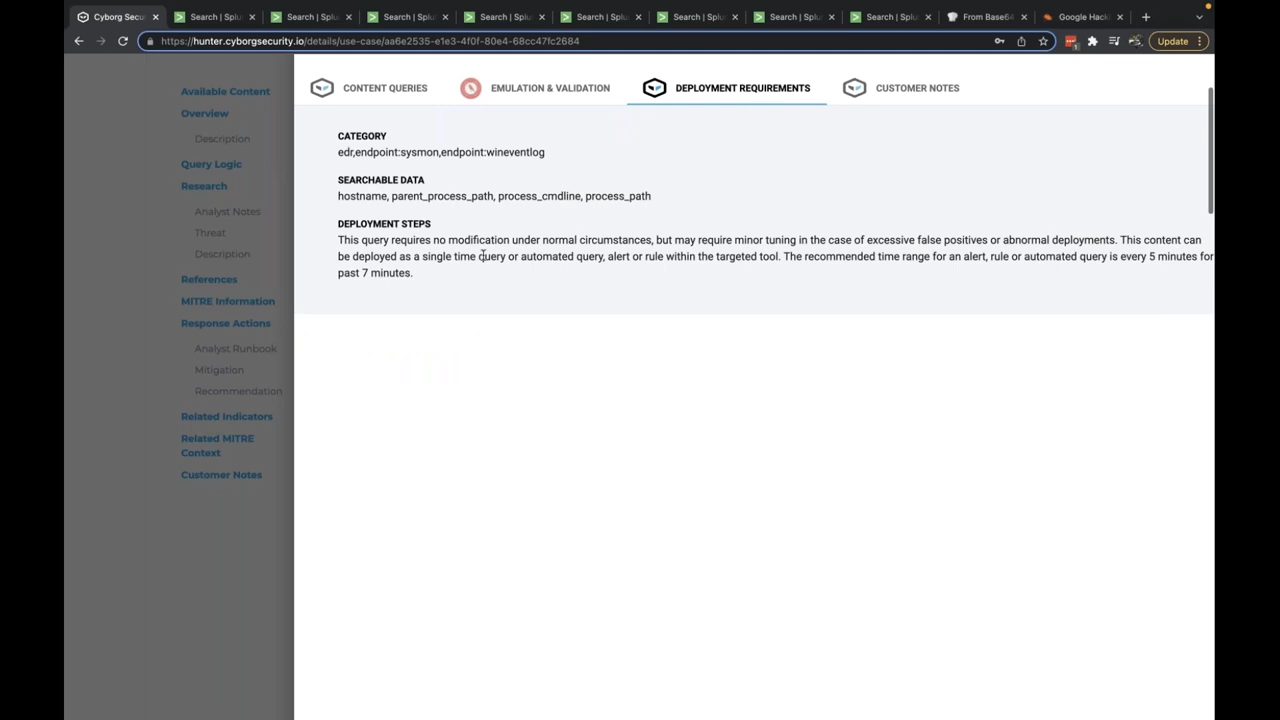 Cyborg Secu
Search | Splu
Search | Splu
Search | Splu
Search | Splu
Search | Splu
Search | Splu
Search | Splu
Search | Splu
From Base64
Google Hack
https://hunter.cyborgsecurity.io/details/use-case/aa6e2535-e1e3-4f0f-80e4-68cc47fc2684
Update
Available Content
Overview
Description
Query Logic
Research
Analyst Notes
Threat
Description
References
MITRE Information
Response Actions
Analyst Runbook
Mitigation
Recommendation
Related Indicators
Related MITRE
Context
Customer Notes
CONTENT QUERIES
EMULATION & VALIDATION
DEPLOYMENT REQUIREMENTS
CUSTOMER NOTES
CATEGORY
edr,endpoint:sysmon,endpoint:wineventlog
SEARCHABLE DATA
hostname, parent_process_path, process_cmdline, process_path
DEPLOYMENT STEPS
This query requires no modification under normal circumstances, but may require minor tuning in the case of excessive false positives or abnormal deployments. This content can
be deployed as a single time query or automated query, alert or rule within the targeted tool. The recommended time range for an alert, rule or automated query is every 5 minutes for
past 7 minutes.